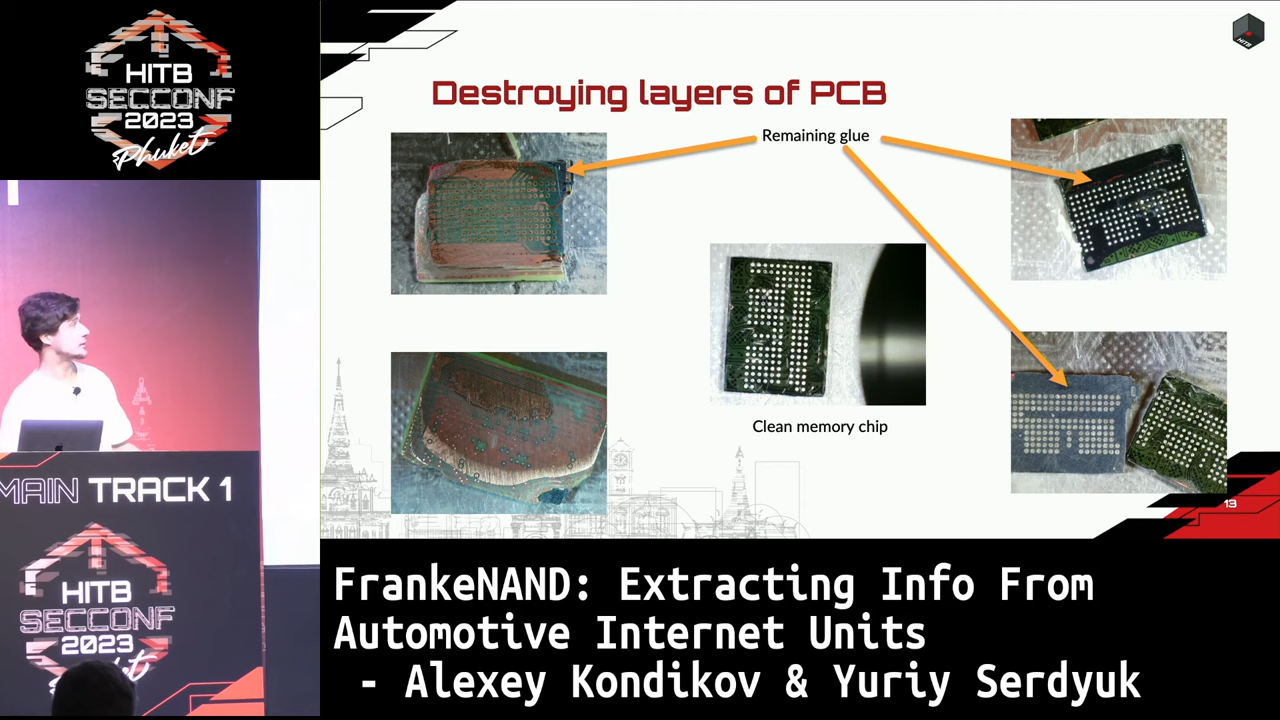 HITB
SECCONF
2023
Phuket
HITB
Destroying layers of PCB
Remaining glue
Clean memory chip
13
MAIN TRACK 1
HITB
SECCONF
2023
FrankeNAND: Extracting Info From
Automotive Internet Units
- Alexey Kondikov & Yuriy Serdyuk